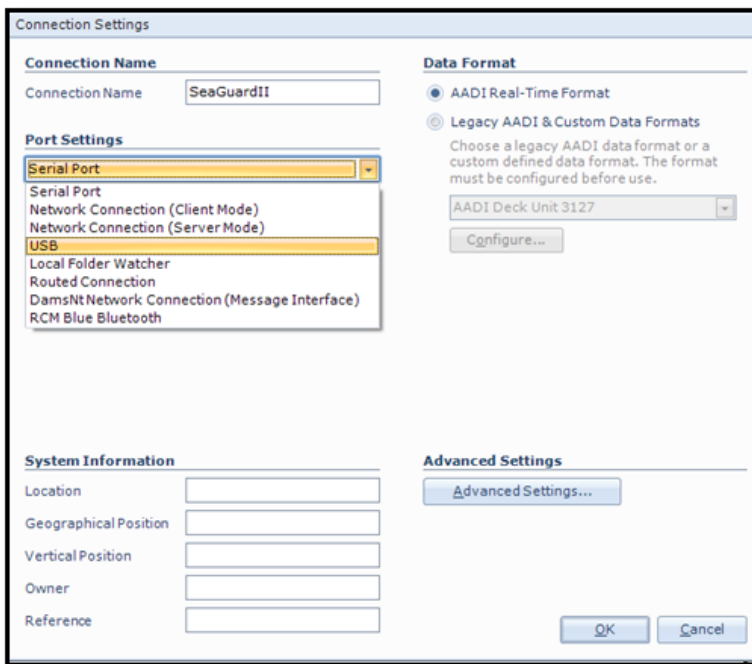 Connection Settings
Connection Name
Connection Name SeaGuardII
Port Settings
Serial Port
Serial Port
Network Connection (Client Mode)
Network Connection (Server Mode)
USB
Local Folder Watcher
Routed Connection
DamsNt Network Connection (Message Interface)
RCM Blue Bluetooth
Data Format
AADI Real-Time Format
Legacy AADI & Custom Data Formats
Choose a legacy AADI data format or a
custom defined data format. The format
must be configured before use.
AADI Deck Unit 3127
Configure...
System Information
Location
Geographical Position
Vertical Position
Owner
Reference
Advanced Settings
Advanced Settings...
OK
Cancel